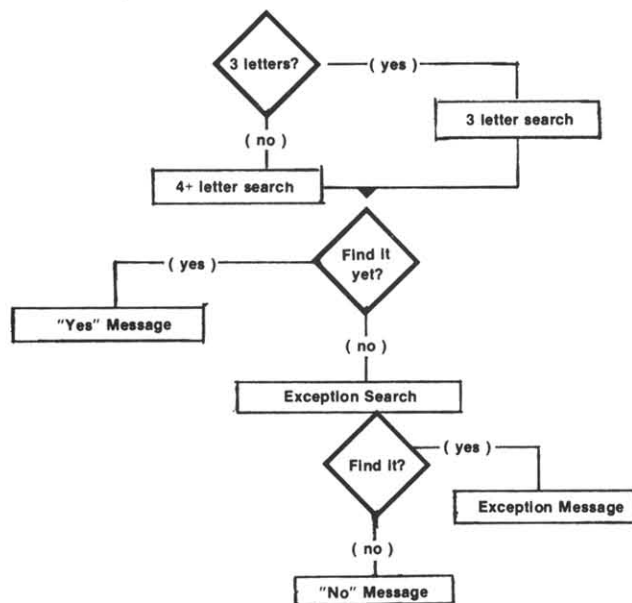 3 letters?
( yes )
3 letter search
( no )
4+ letter search
Find it
yet?
( yes )
"Yes" Message
( no )
Exception Search
Find it?
( yes )
Exception Message
( no )
"No" Message